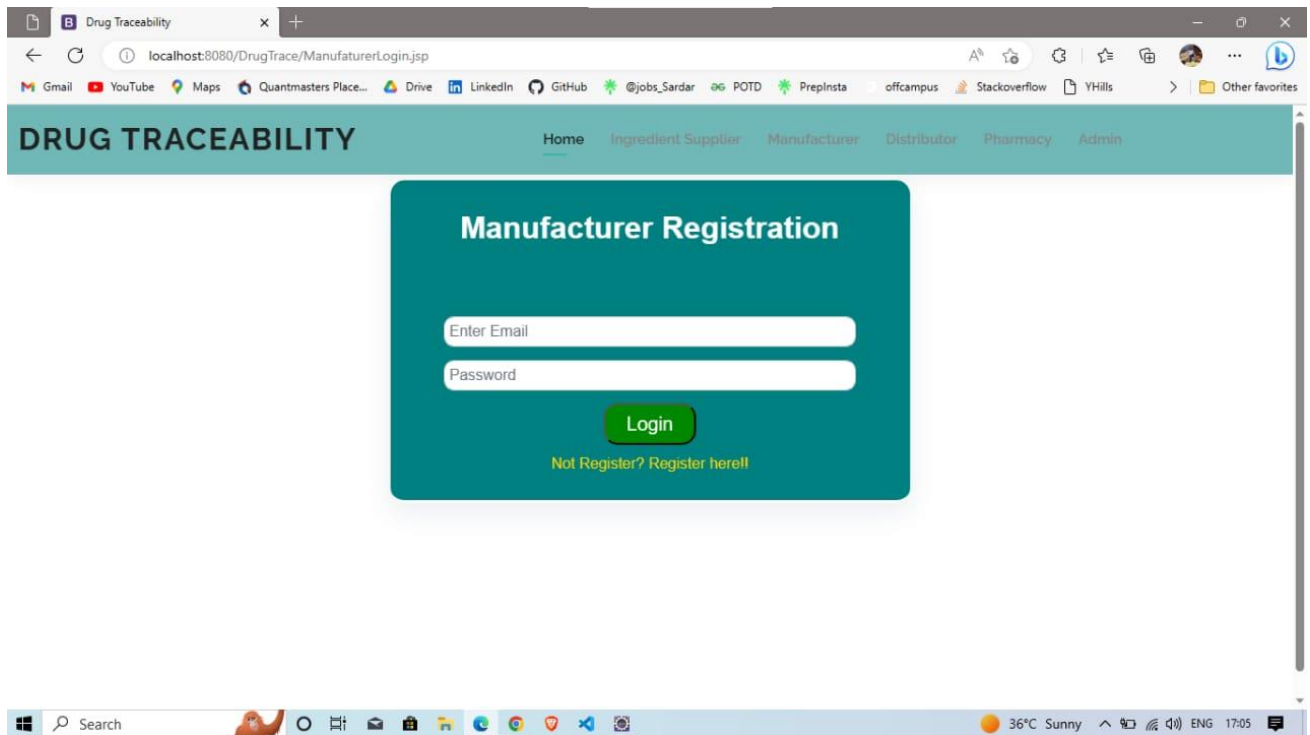 B Drug Traceability
localhost:8080/DrugTrace/ManufaturerLogin.jsp
Gmail YouTube Maps Quantmasters Place... Drive LinkedIn GitHub @jobs_Sardar POTD PrepInsta offcampus Stackoverflow YHills Other favorites
DRUG TRACEABILITY Home Ingredient Supplier Manufacturer Distributor Pharmacy Admin
Manufacturer Registration
Enter Email
Password
Login
Not Register? Register here!!
Search 36°C Sunny ENG 17:05